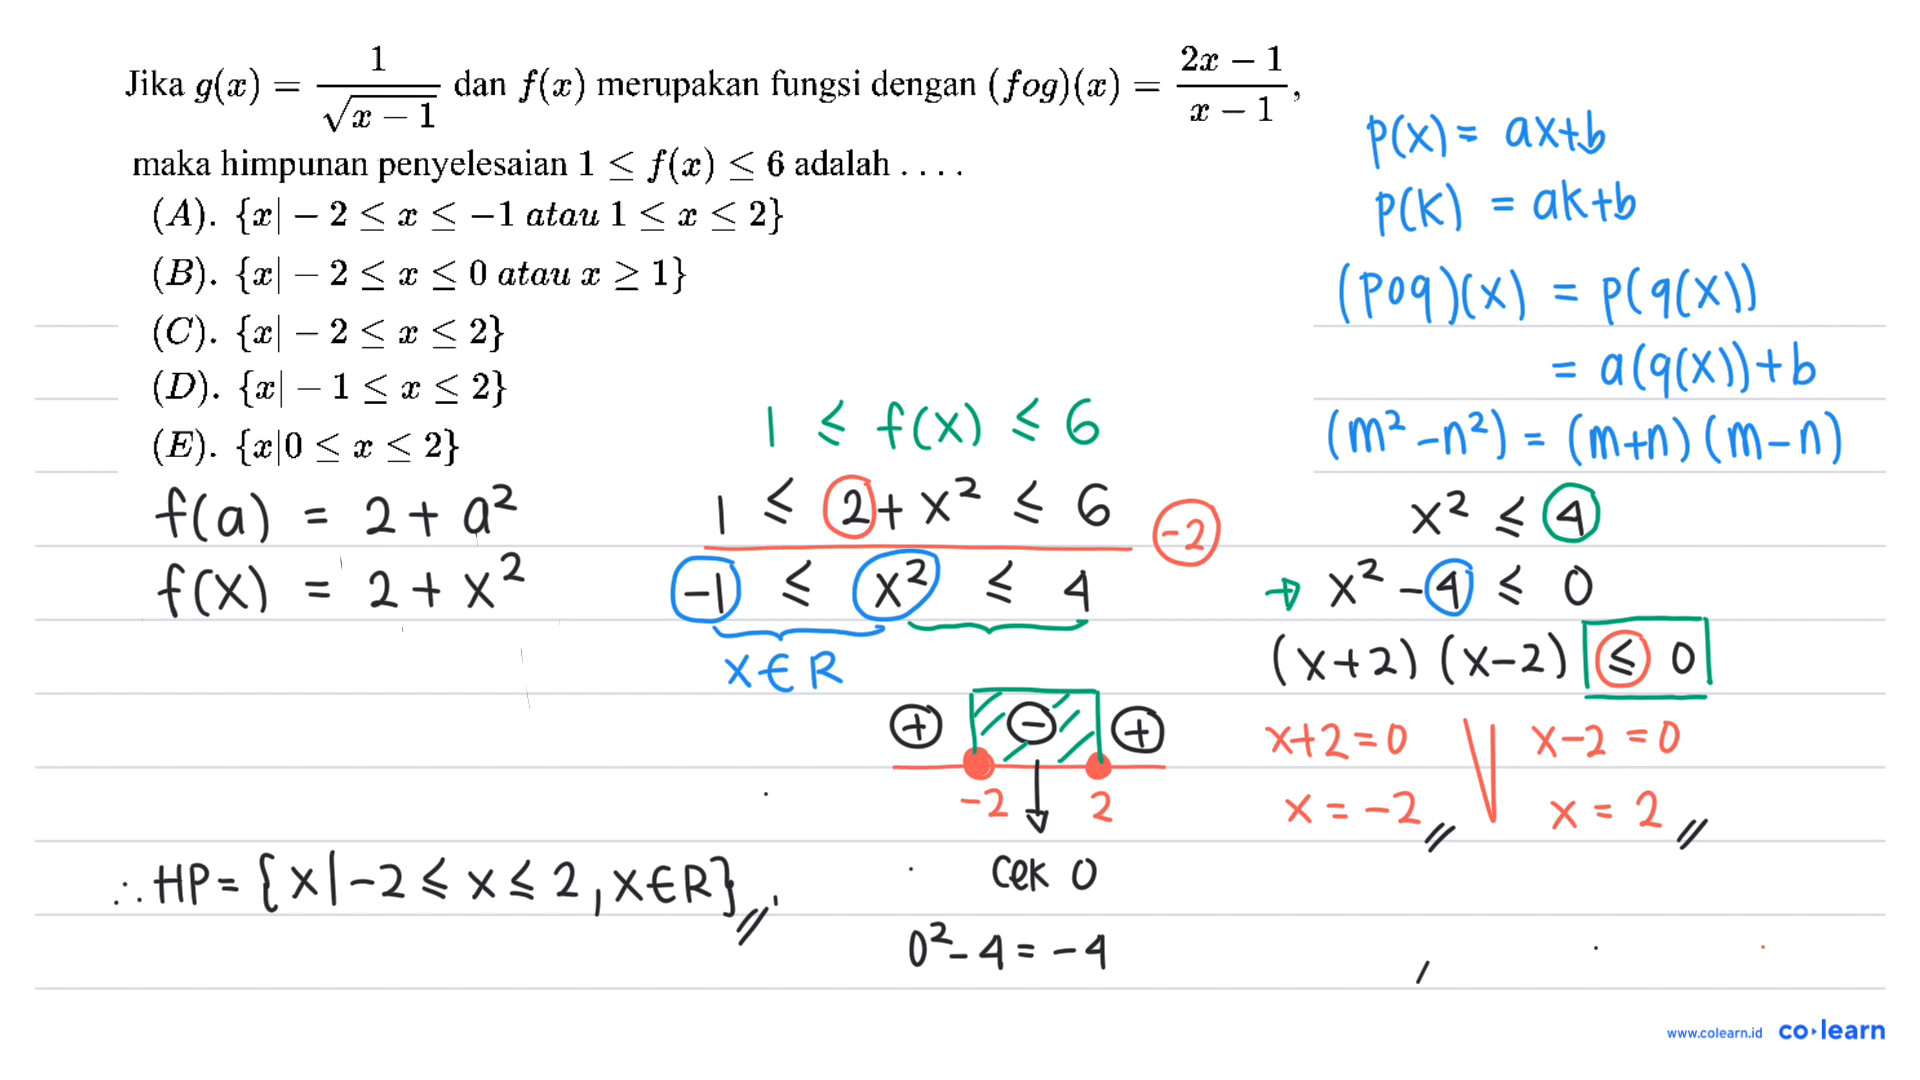 Jika g(x) = 1/√(x − 1) dan f(x) merupakan fungsi dengan (fog)(x) = (2x − 1)/(x − 1),
maka himpunan penyelesaian 1 ≤ f(x) ≤ 6 adalah . . . .
(A). {x| − 2 ≤ x ≤ −1 atau 1 ≤ x ≤ 2}
(B). {x| − 2 ≤ x ≤ 0 atau x ≥ 1}
(C). {x| − 2 ≤ x ≤ 2}
(D). {x| − 1 ≤ x ≤ 2}
(E). {x|0 ≤ x ≤ 2}
p(x) = ax+b
p(k) = ak+b
(poq)(x) = p(q(x))
= a(q(x))+b
(m² −n²) = (m+n)(m−n)
f(a) = 2 + a²
f(x) = 2 + x²
1 ≤ f(x) ≤ 6
1 ≤ 2 + x² ≤ 6
−2
−1 ≤ x² ≤ 4
x ∈ R
x² ≤ 4
→ x² − 4 ≤ 0
(x+2) (x−2) ≤ 0
x+2 = 0 V x−2 = 0
x = −2 // x = 2 //
+ − +
−2 2
cek 0
0² − 4 = −4
∴ HP = {x | −2 ≤ x ≤ 2, x ∈ R} //
www.colearn.id co▸learn